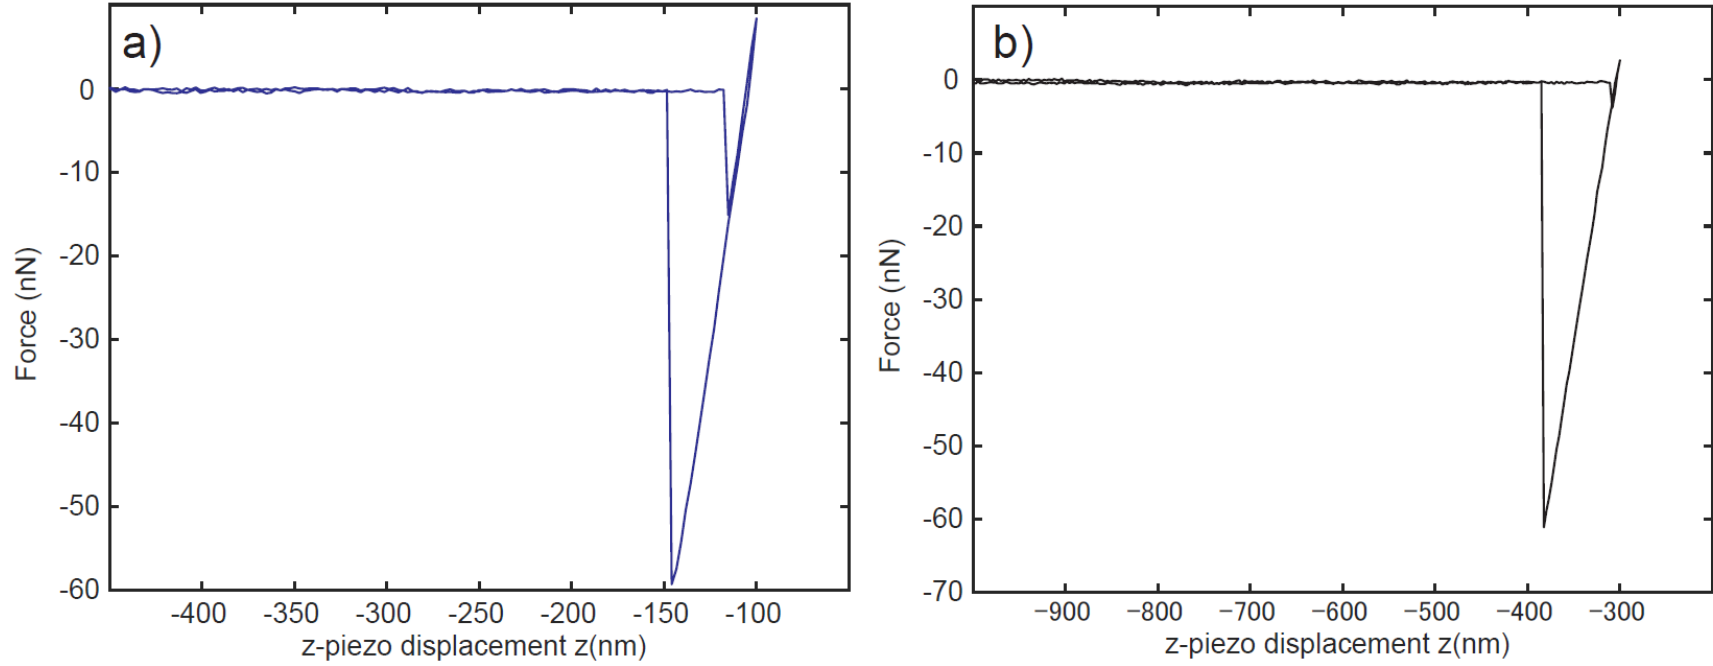 a)
0
-10
-20
-30
-40
-50
-60
Force (nN)
-400 -350 -300 -250 -200 -150 -100
z-piezo displacement z(nm)
b)
0
-10
-20
-30
-40
-50
-60
-70
Force (nN)
−900 −800 −700 −600 −500 −400 −300
z-piezo displacement z(nm)